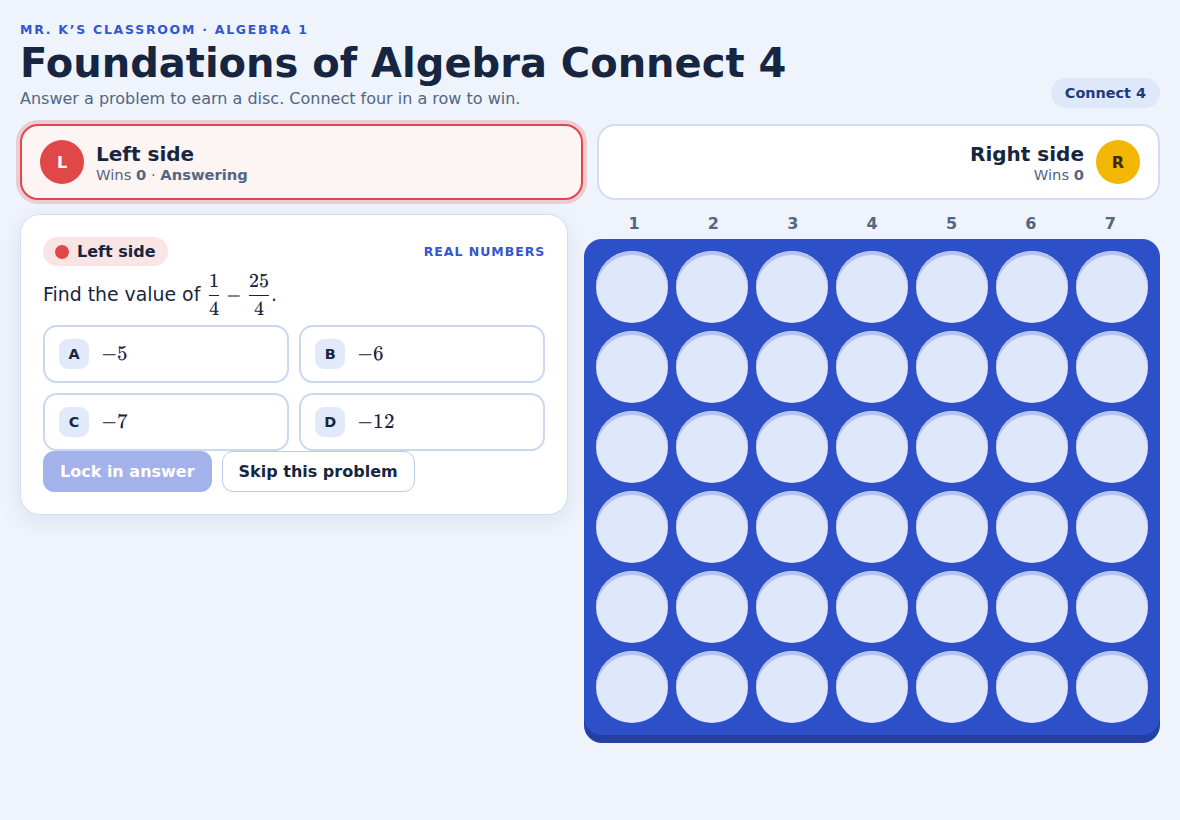 MR. K’S CLASSROOM · ALGEBRA 1
Foundations of Algebra Connect 4
Answer a problem to earn a disc. Connect four in a row to win.
Connect 4
L
Left side
Wins 0 · Answering
Right side
Wins 0
R
Left side
REAL NUMBERS
Find the value of 1/4 − 25/4.
A −5
B −6
C −7
D −12
Lock in answer
Skip this problem
1 2 3 4 5 6 7